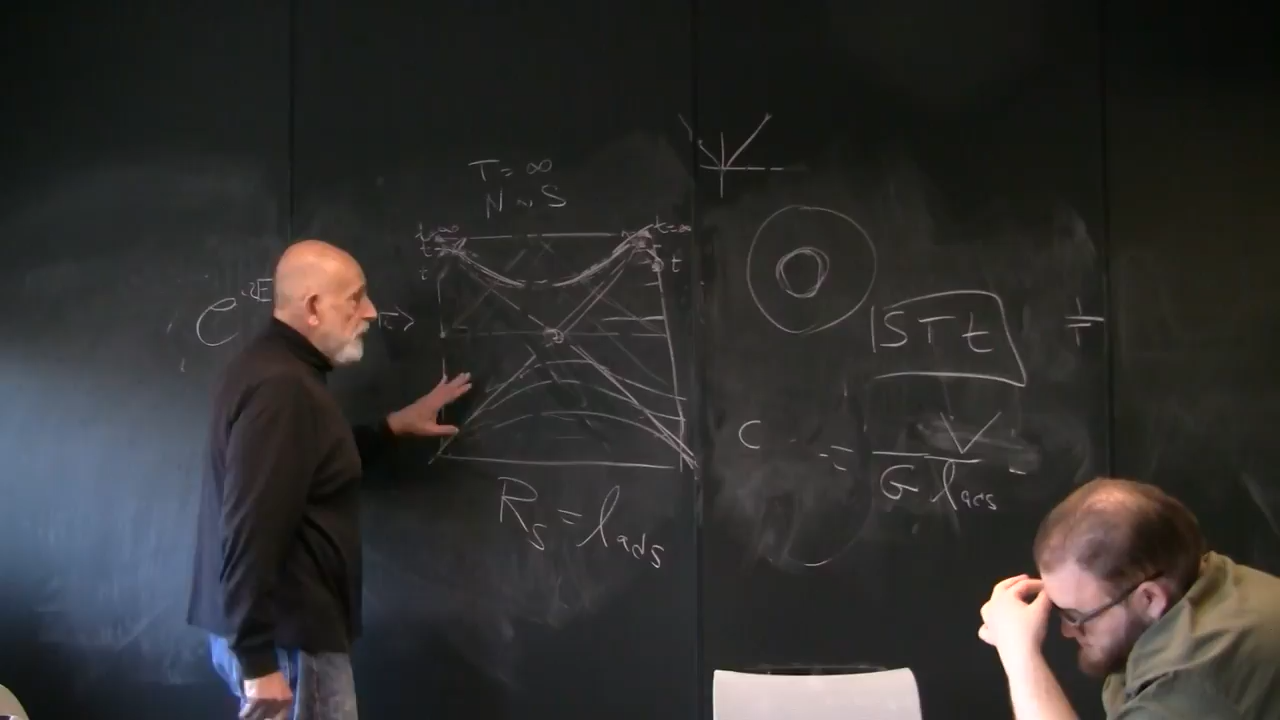 T = ∞
N ~ S
t=∞
t=∞
t
t
t
e
|STt
C = V
G l_ads
R_s = l_ads